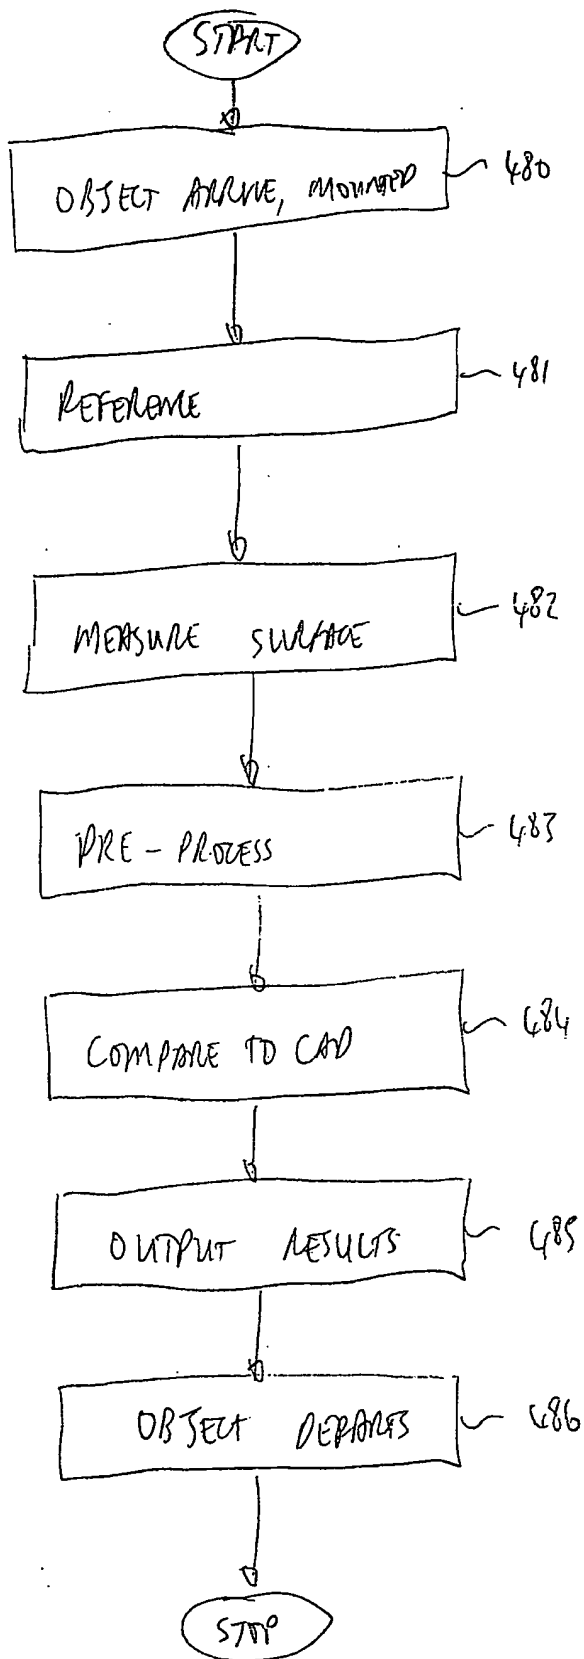 START
OBJECT ARRIVE, MOUNTED
480
REFERENCE
481
MEASURE SURFACE
482
PRE-PROCESS
483
COMPARE TO CAD
484
OUTPUT RESULTS
485
OBJECT DEPARTS
486
STOP